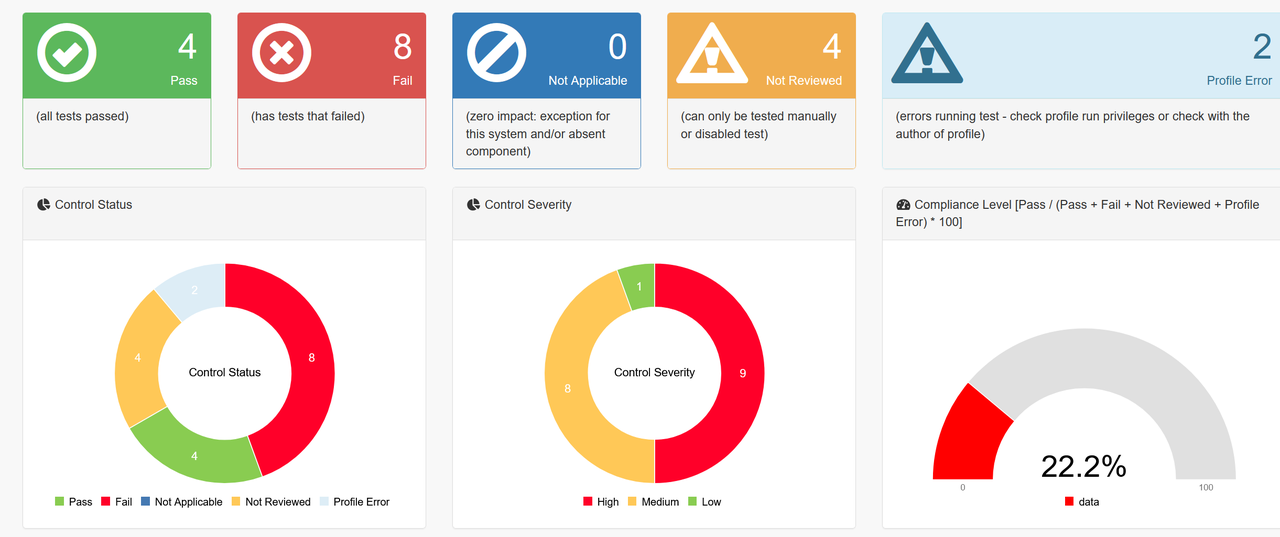 4
Pass
(all tests passed)
8
Fail
(has tests that failed)
0
Not Applicable
(zero impact: exception for
this system and/or absent
component)
4
Not Reviewed
(can only be tested manually
or disabled test)
2
Profile Error
(errors running test - check profile run privileges or check with the
author of profile)
Control Status
2
8
4
Control Status
4
Pass Fail Not Applicable Not Reviewed Profile Error
Control Severity
1
9
8
Control Severity
High Medium Low
Compliance Level [Pass / (Pass + Fail + Not Reviewed + Profile
Error) * 100]
22.2%
0 100
data